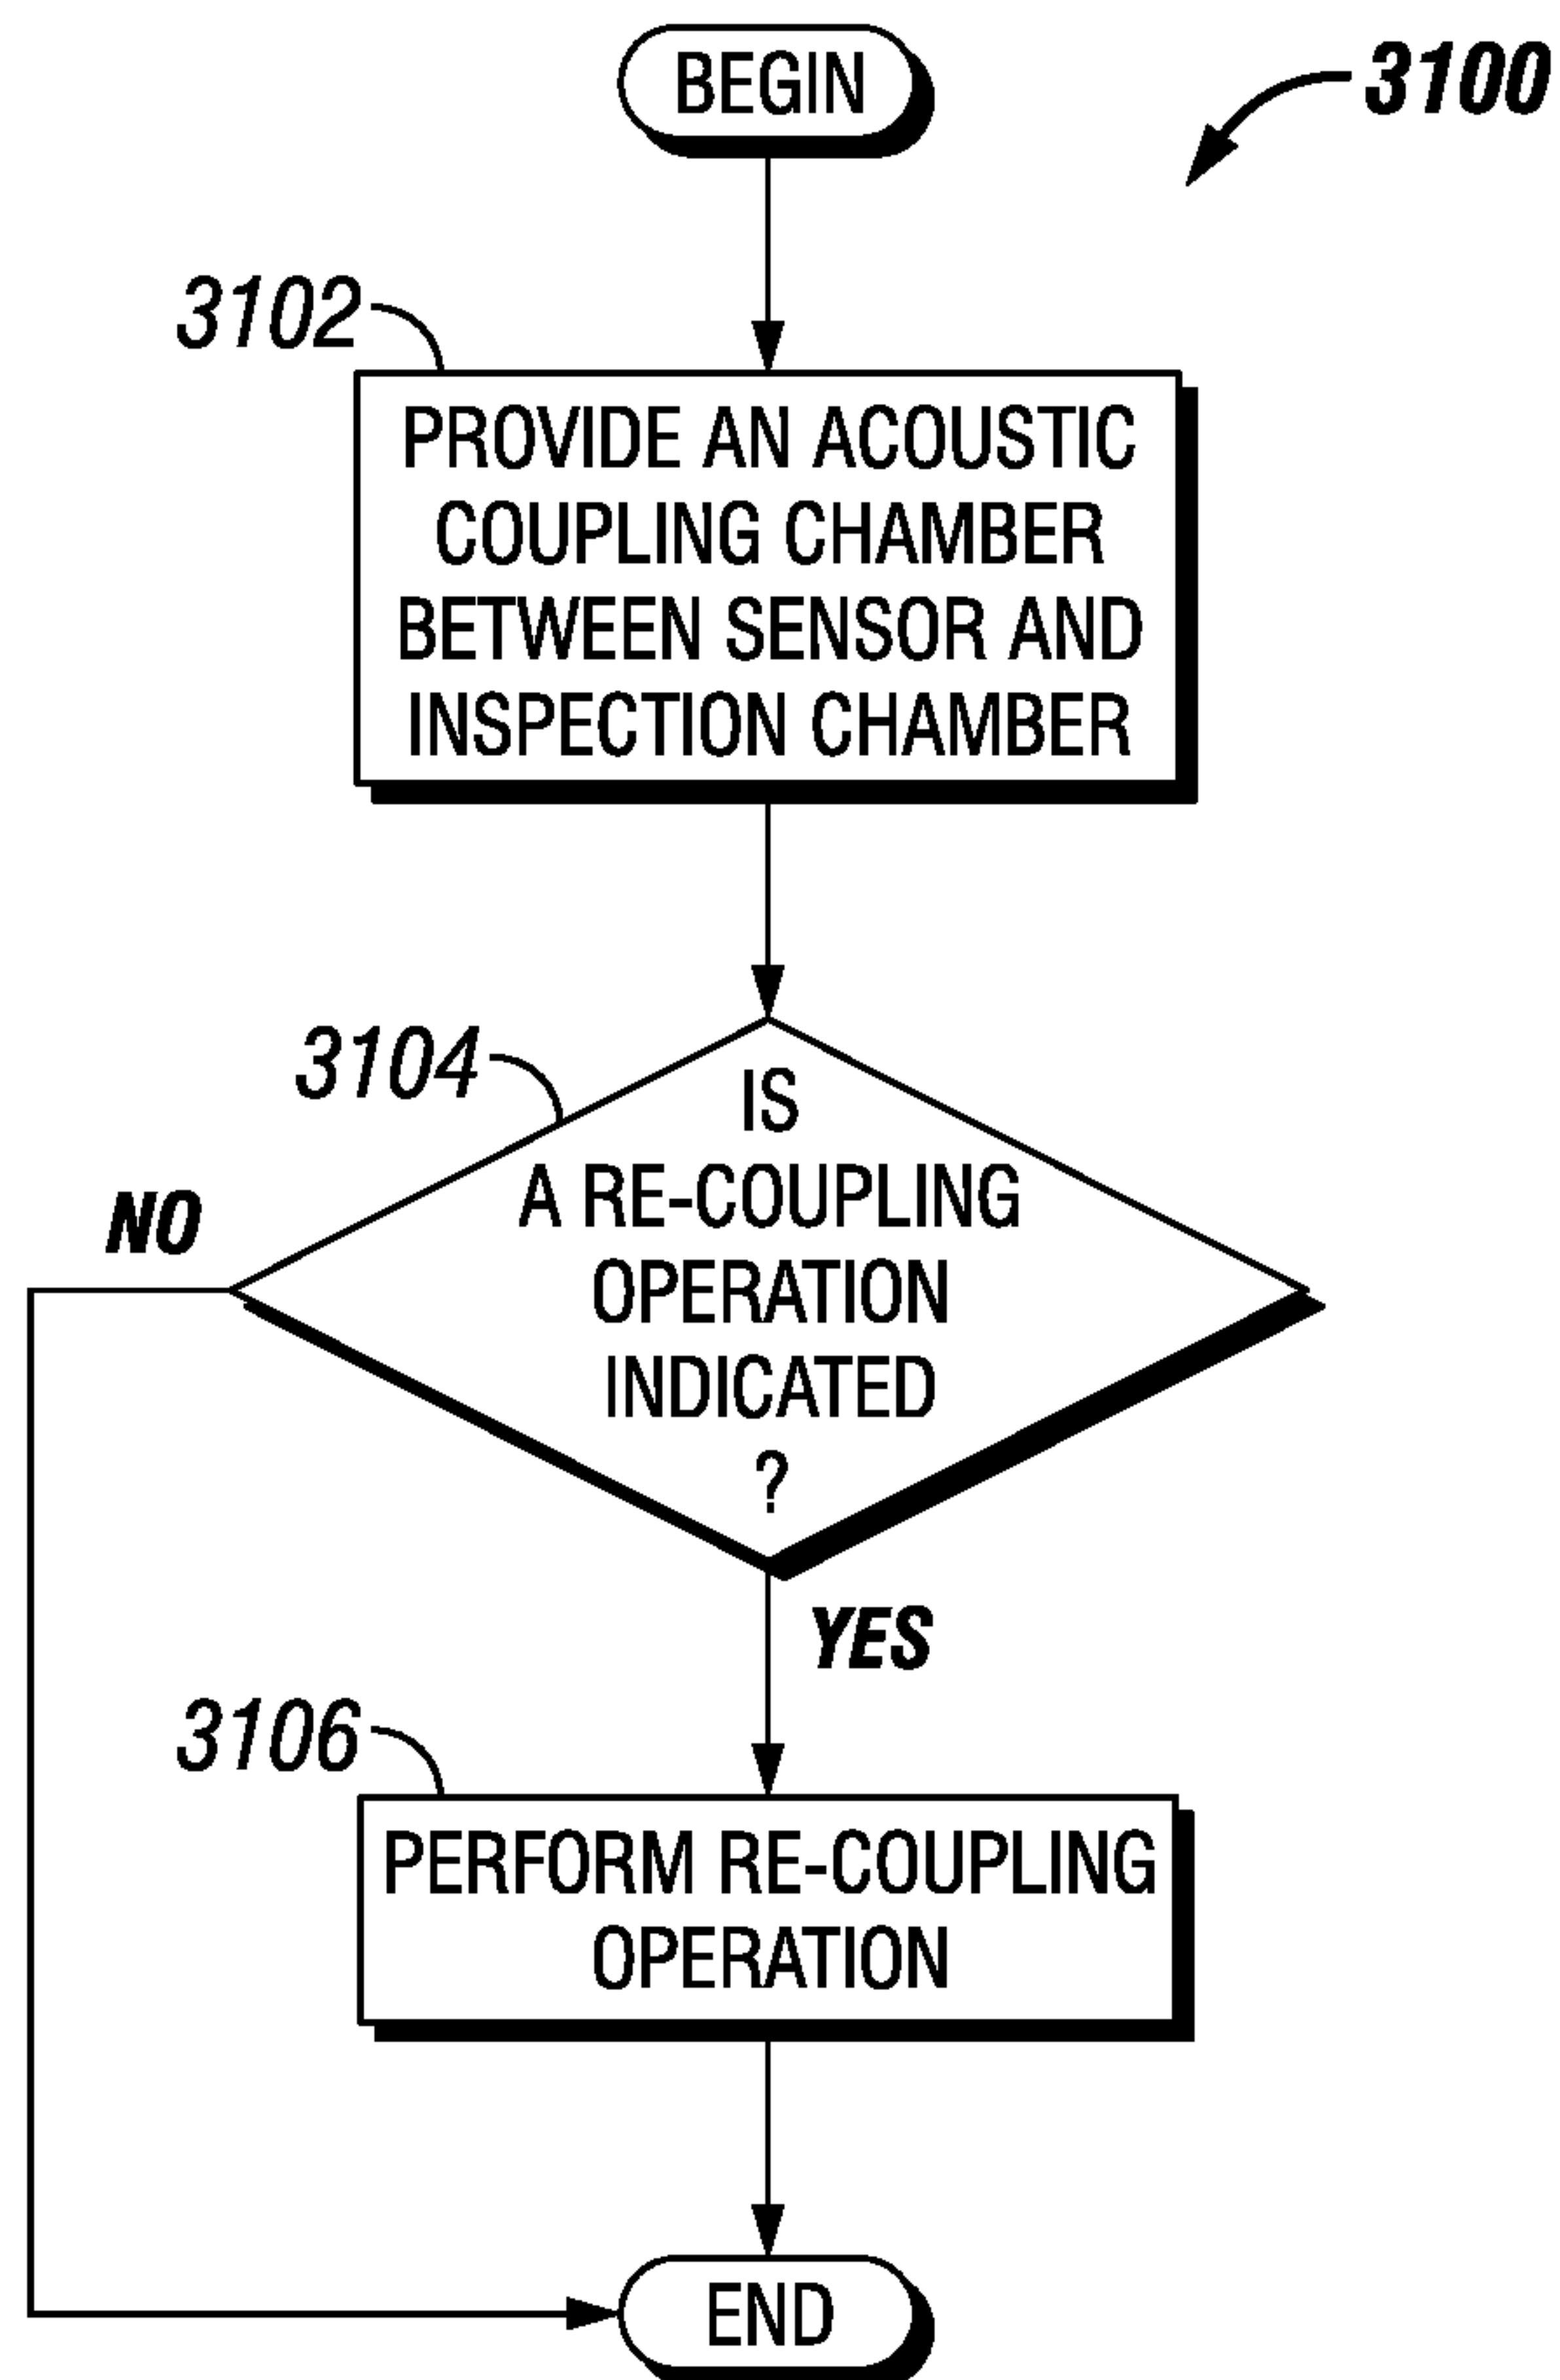 BEGIN
3100
3102
PROVIDE AN ACOUSTIC
COUPLING CHAMBER
BETWEEN SENSOR AND
INSPECTION CHAMBER
3104
IS
A RE-COUPLING
OPERATION
INDICATED
?
NO
YES
3106
PERFORM RE-COUPLING
OPERATION
END